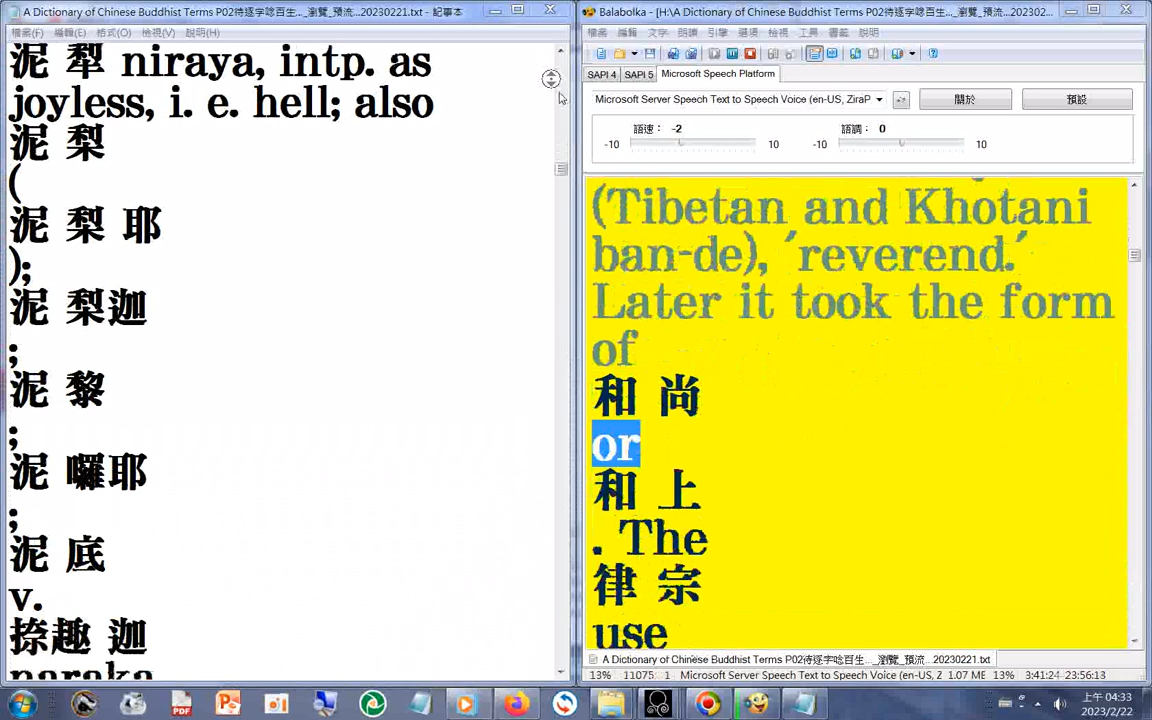 A Dictionary of Chinese Buddhist Terms P02待逐字唸百生..._瀏覽_預流...20230221.txt - 記事本
檔案(F) 編輯(E) 格式(O) 檢視(V) 說明(H)
泥 犁 niraya, intp. as
joyless, i. e. hell; also
泥 梨
(
泥 梨 耶
);
泥 梨迦
;
泥 黎
;
泥 囉耶
;
泥 底
v.
捺趣 迦
naraka
Balabolka - [H:\A Dictionary of Chinese Buddhist Terms P02待逐字唸百生..._瀏覽_預流...202302...
檔案 編輯 文字 朗讀 引擎 選項 檢視 工具 書籤 說明
SAPI 4 SAPI 5 Microsoft Speech Platform
Microsoft Server Speech Text to Speech Voice (en-US, ZiraP 關於 預設
語速： -2 語調： 0
-10 10 -10 10
(Tibetan and Khotani
ban-de), 'reverend.'
Later it took the form
of
和 尚
or
和 上
. The
律 宗
use
A Dictionary of Chinese Buddhist Terms P02待逐字唸百生..._瀏覽_預流...20230221.txt
13% 11075: 1 Microsoft Server Speech Text to Speech Voice (en-US, Z 1.07 ME 13% 3:41:24 - 23:56:13
上午 04:33
2023/2/22